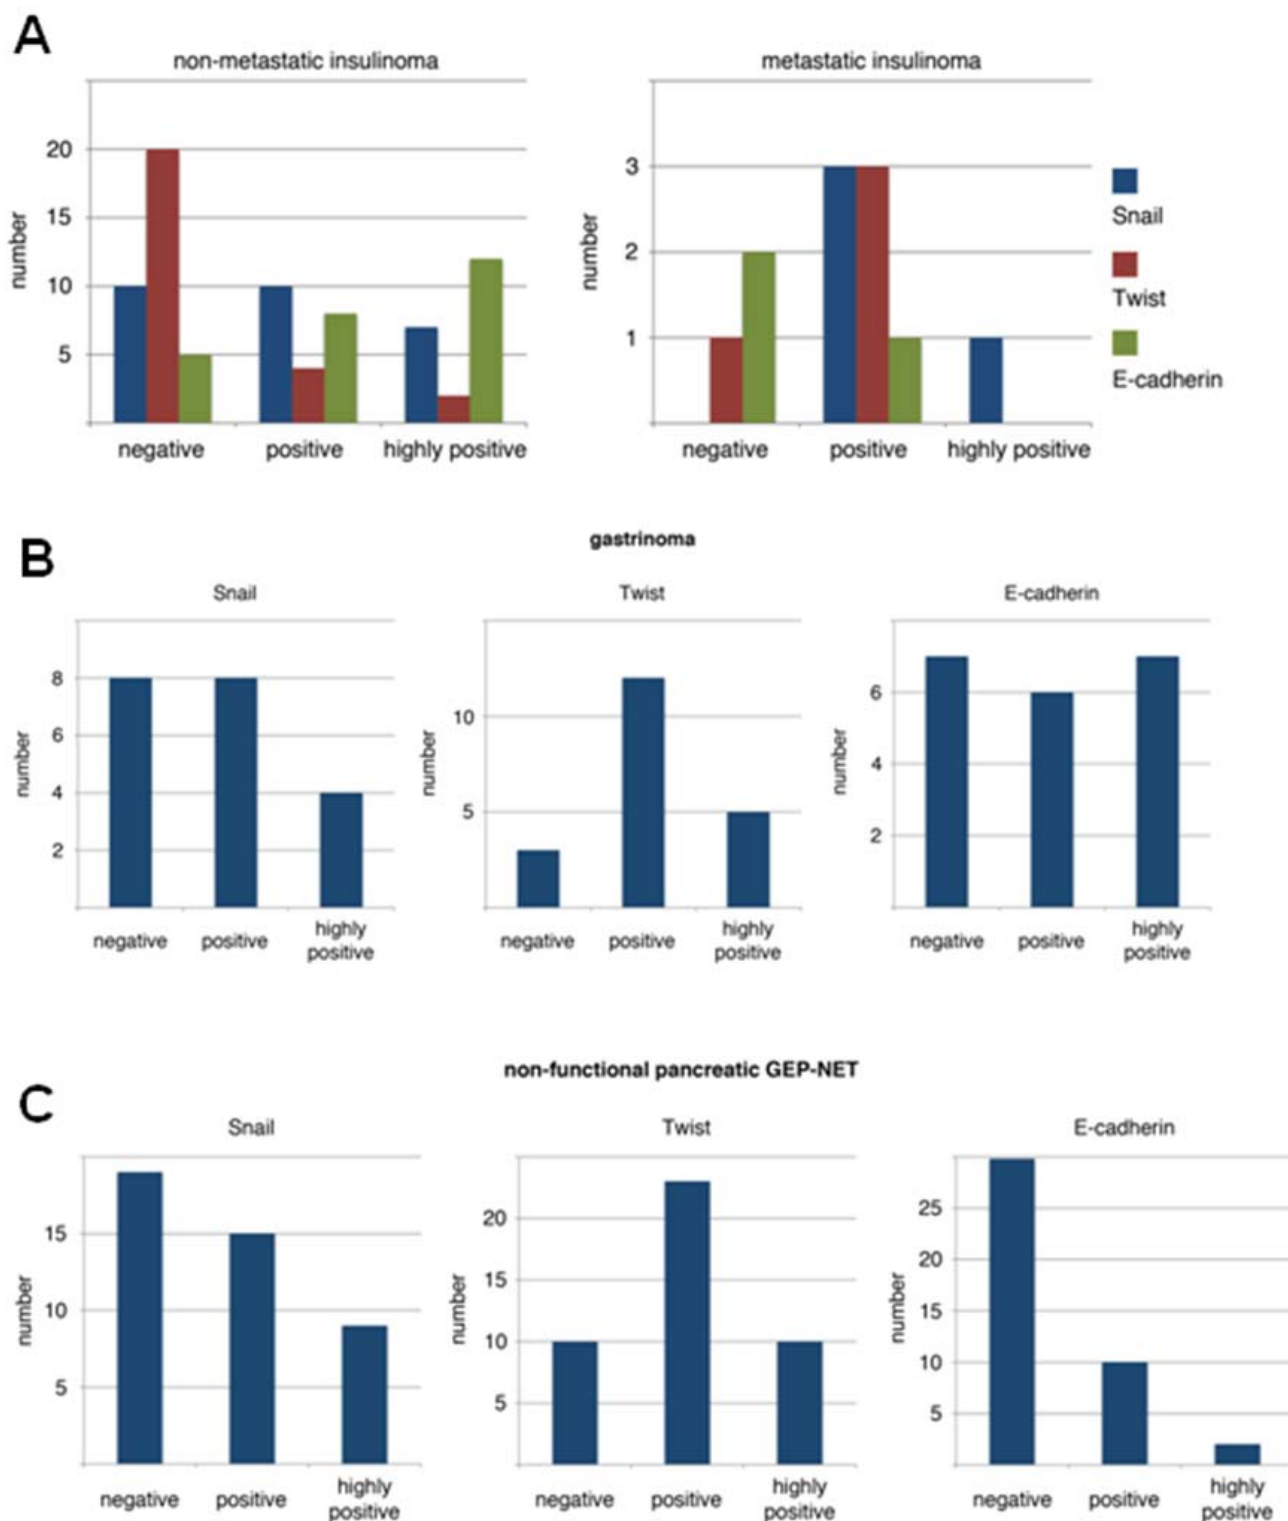 A
non-metastatic insulinoma
metastatic insulinoma
number
20
15
10
5
negative positive highly positive
number
3
2
1
negative positive highly positive
Snail
Twist
E-cadherin
B
gastrinoma
Snail
number
8
6
4
2
negative positive highly
positive
Twist
number
10
5
negative positive highly
positive
E-cadherin
number
6
4
2
negative positive highly
positive
C
non-functional pancreatic GEP-NET
Snail
number
15
10
5
negative positive highly
positive
Twist
number
20
15
10
5
negative positive highly
positive
E-cadherin
number
25
20
15
10
5
negative positive highly
positive